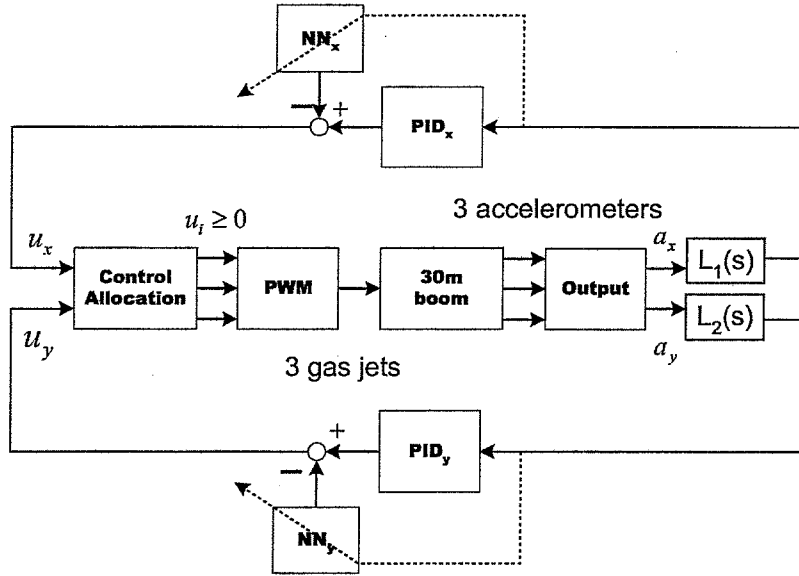 NNx
− +
PIDx
3 accelerometers
ui ≥ 0
ux
ax
L1(s)
Control
Allocation
PWM
30m
boom
Output
L2(s)
uy
ay
3 gas jets
+
−
PIDy
NNy